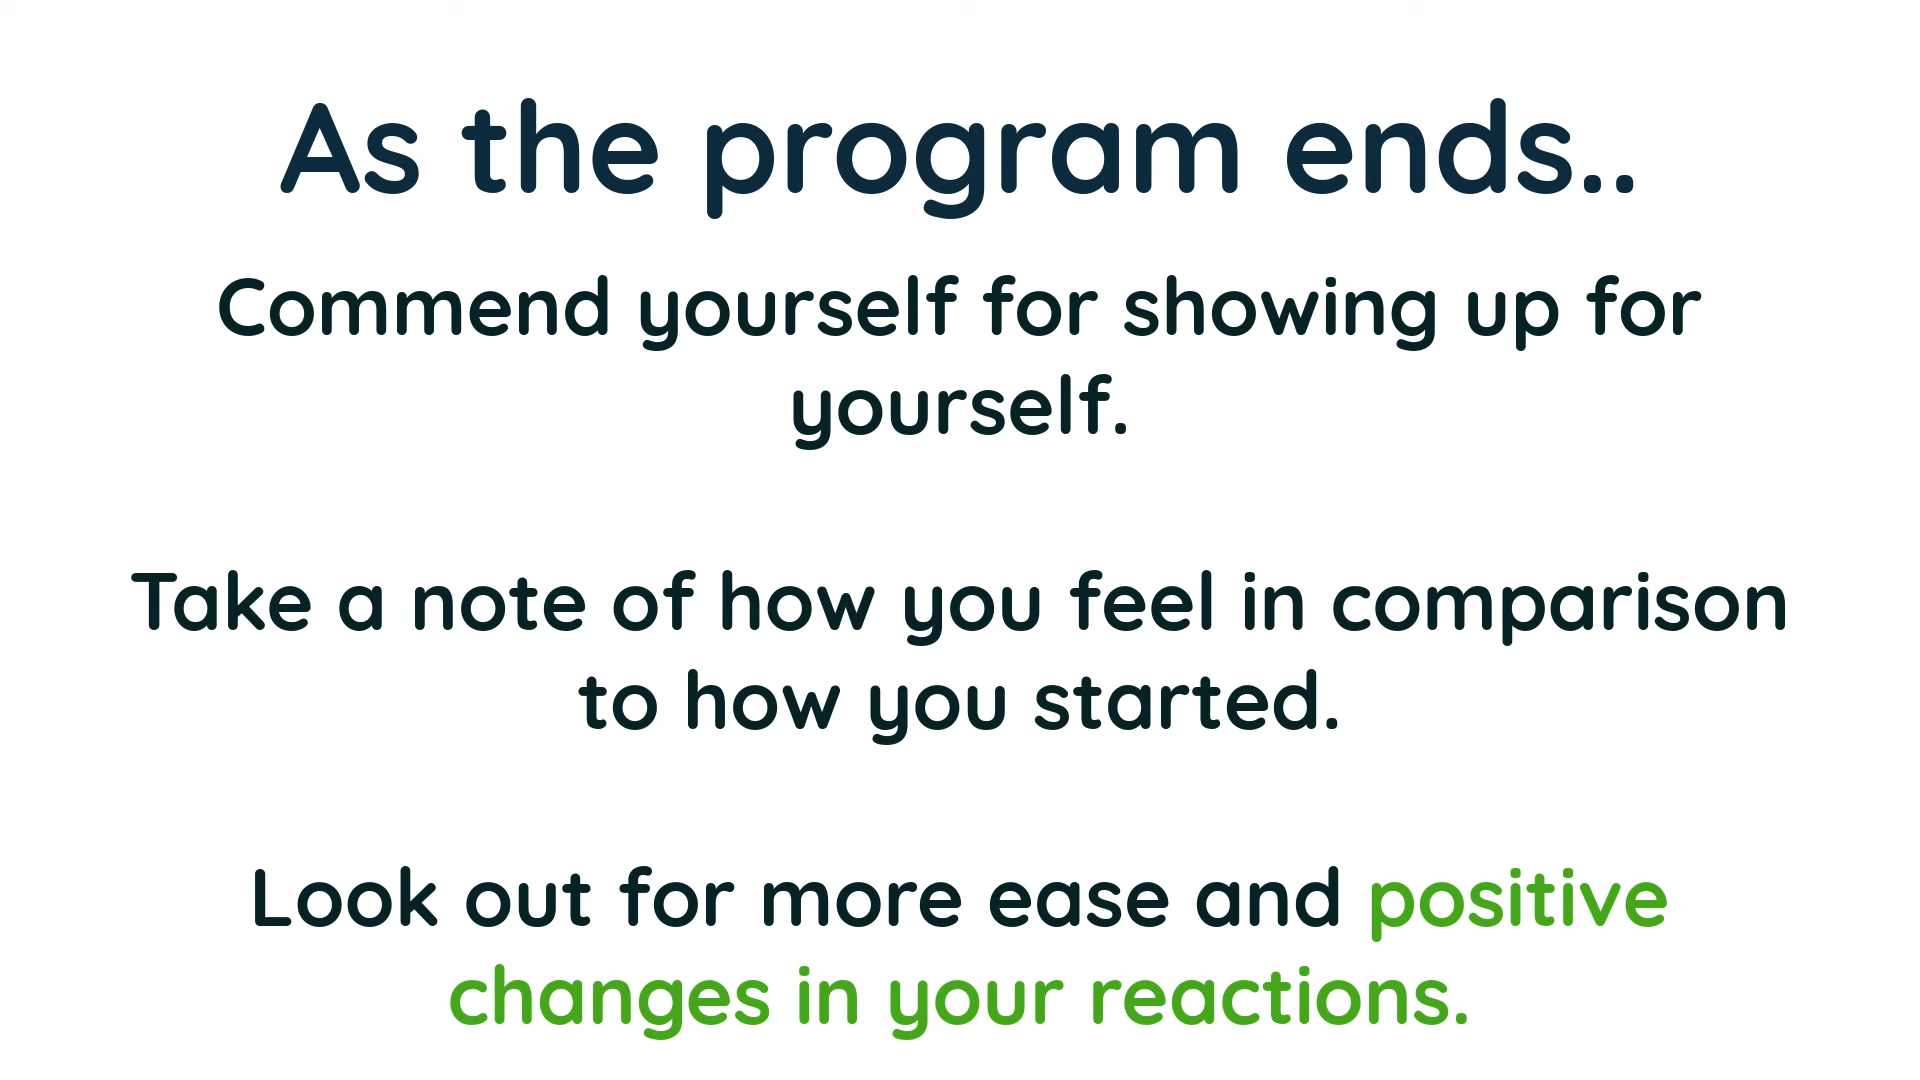 As the program ends..
Commend yourself for showing up for
yourself.
Take a note of how you feel in comparison
to how you started.
Look out for more ease and positive
changes in your reactions.